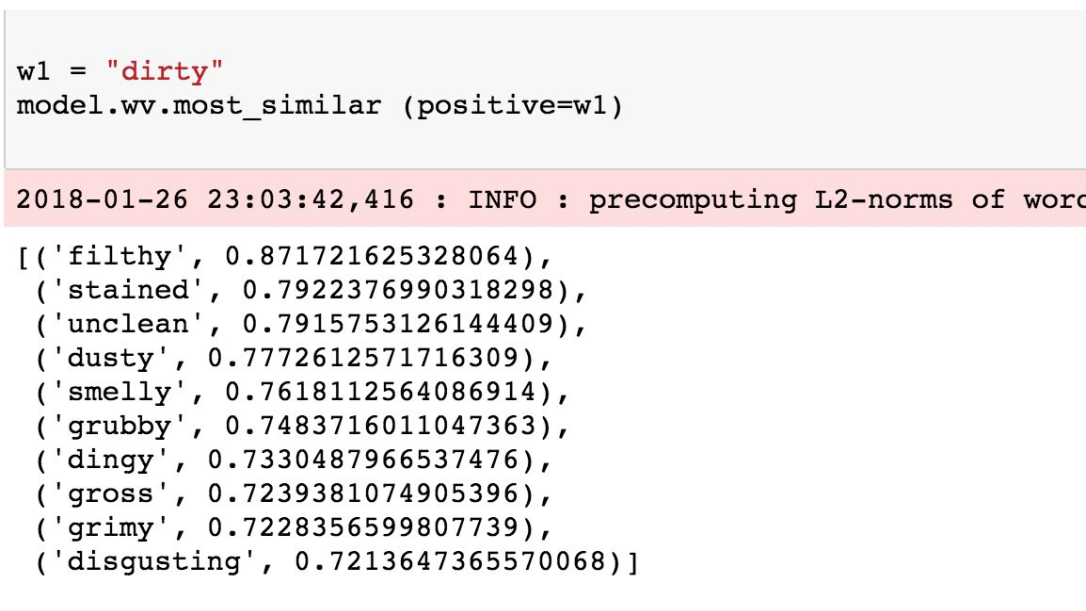 w1 = "dirty"
model.wv.most_similar (positive=w1)
2018-01-26 23:03:42,416 : INFO : precomputing L2-norms of word
[('filthy', 0.871721625328064),
('stained', 0.7922376990318298),
('unclean', 0.7915753126144409),
('dusty', 0.7772612571716309),
('smelly', 0.7618112564086914),
('grubby', 0.7483716011047363),
('dingy', 0.7330487966537476),
('gross', 0.7239381074905396),
('grimy', 0.7228356599807739),
('disgusting', 0.7213647365570068)]